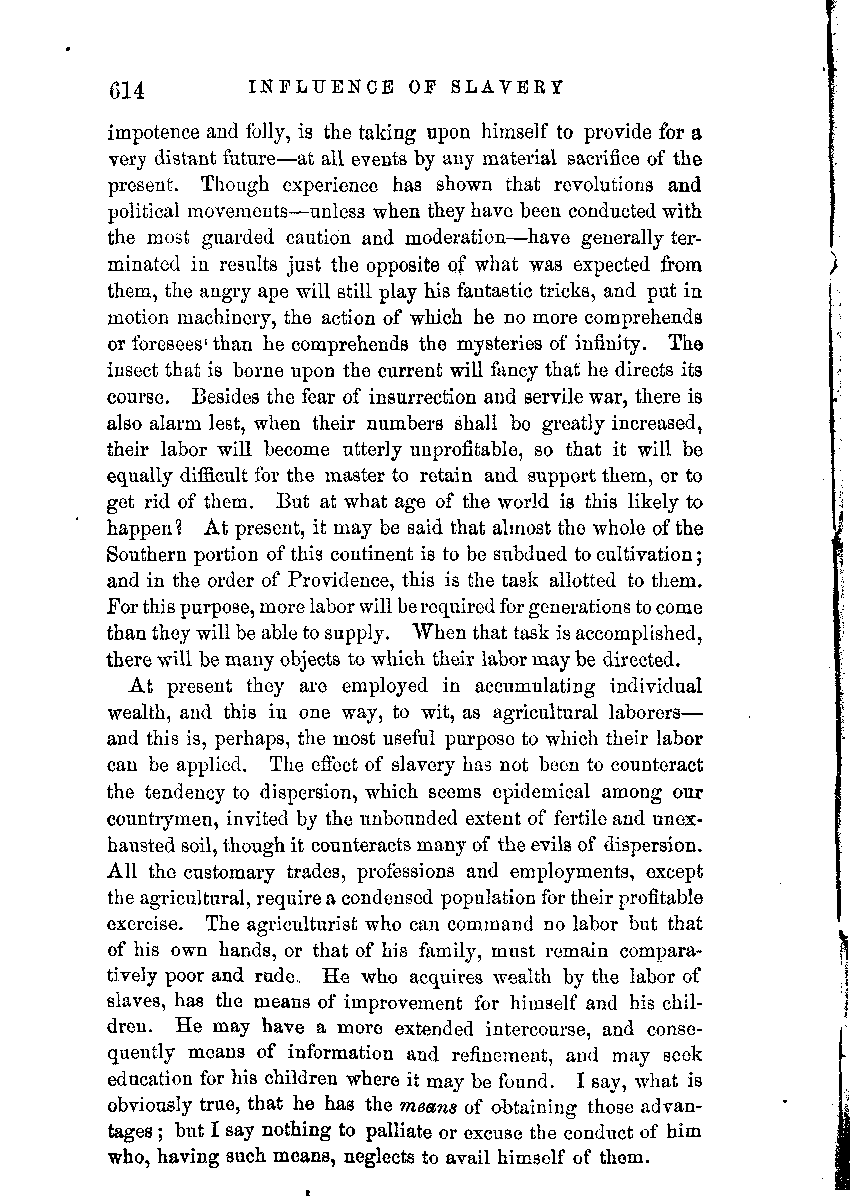 614 INFLUENCE OF SLAVERY
impotence and folly, is the taking upon himself to provide for a
very distant future—at all events by any material sacrifice of the
present. Though experience has shown that revolutions and
political movements—unless when they have been conducted with
the most guarded caution and moderation—have generally ter-
minated in results just the opposite of what was expected from
them, the angry ape will still play his fantastic tricks, and put in
motion machinery, the action of which he no more comprehends
or foresees than he comprehends the mysteries of infinity. The
insect that is borne upon the current will fancy that he directs its
course. Besides the fear of insurrection and servile war, there is
also alarm lest, when their numbers shall be greatly increased,
their labor will become utterly unprofitable, so that it will be
equally difficult for the master to retain and support them, or to
get rid of them. But at what age of the world is this likely to
happen? At present, it may be said that almost the whole of the
Southern portion of this continent is to be subdued to cultivation;
and in the order of Providence, this is the task allotted to them.
For this purpose, more labor will be required for generations to come
than they will be able to supply. When that task is accomplished,
there will be many objects to which their labor may be directed.
At present they are employed in accumulating individual
wealth, and this in one way, to wit, as agricultural laborers—
and this is, perhaps, the most useful purpose to which their labor
can be applied. The effect of slavery has not been to counteract
the tendency to dispersion, which seems epidemical among our
countrymen, invited by the unbounded extent of fertile and unex-
hausted soil, though it counteracts many of the evils of dispersion.
All the customary trades, professions and employments, except
the agricultural, require a condensed population for their profitable
exercise. The agriculturist who can command no labor but that
of his own hands, or that of his family, must remain compara-
tively poor and rude. He who acquires wealth by the labor of
slaves, has the means of improvement for himself and his chil-
dren. He may have a more extended intercourse, and conse-
quently means of information and refinement, and may seek
education for his children where it may be found. I say, what is
obviously true, that he has the means of obtaining those advan-
tages; but I say nothing to palliate or excuse the conduct of him
who, having such means, neglects to avail himself of them.